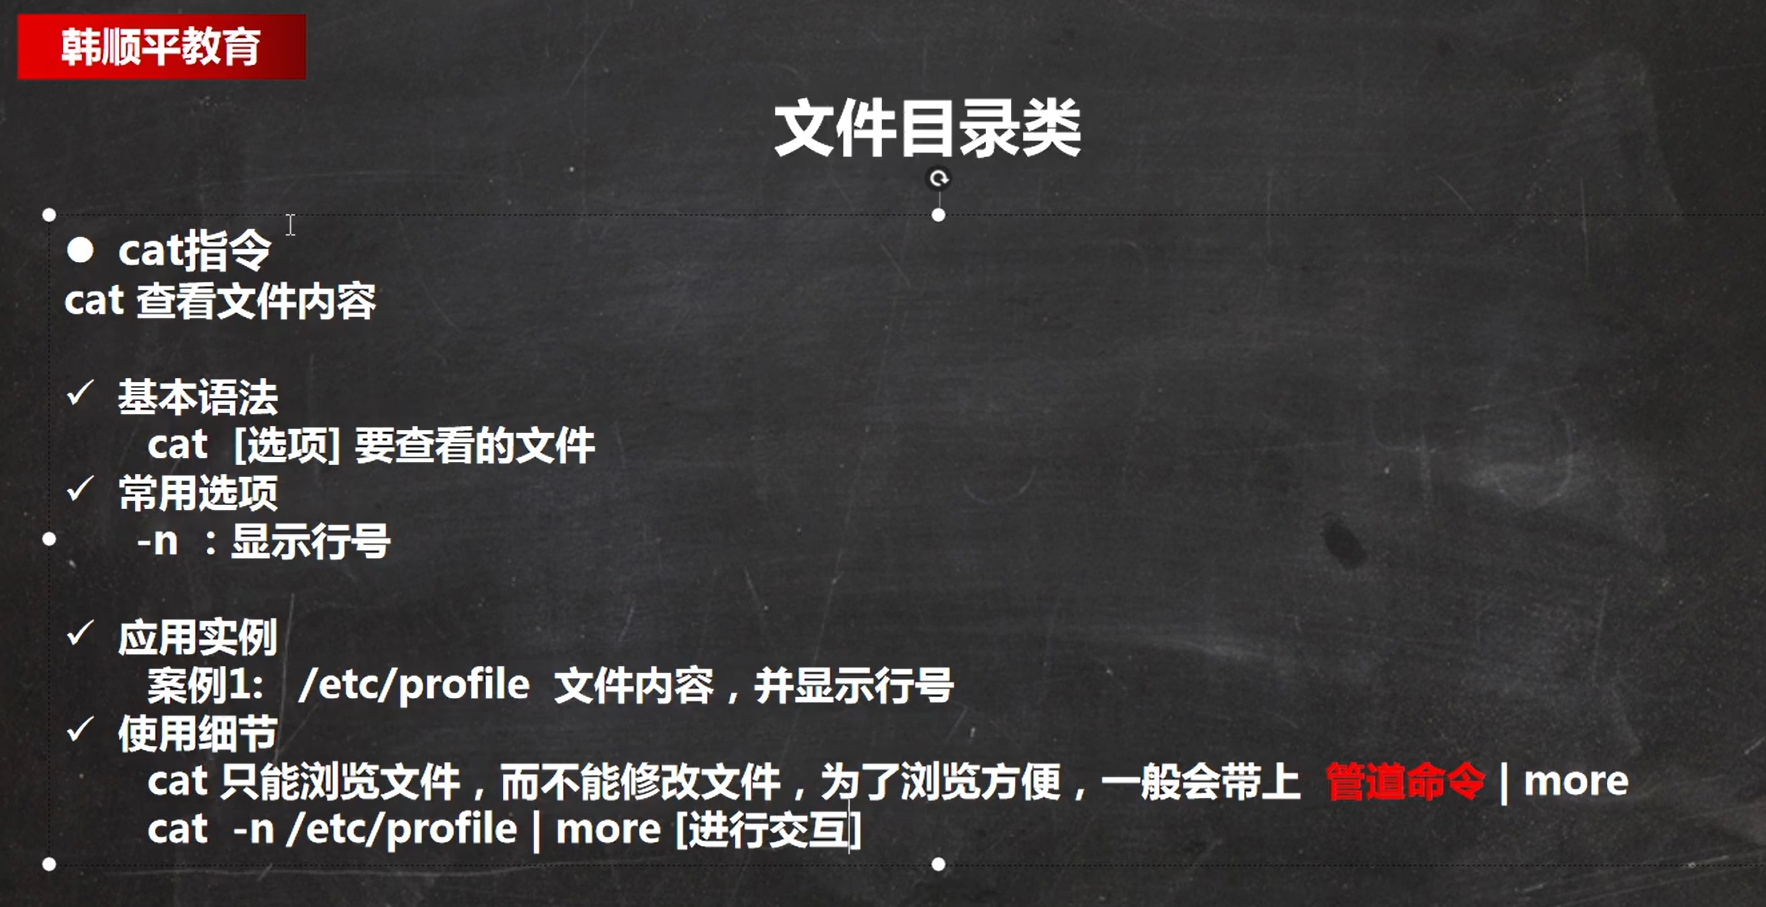 韩顺平教育
文件目录类
● cat指令
cat 查看文件内容
✓ 基本语法
cat [选项] 要查看的文件
✓ 常用选项
-n ：显示行号
✓ 应用实例
案例1: /etc/profile 文件内容，并显示行号
✓ 使用细节
cat 只能浏览文件，而不能修改文件，为了浏览方便，一般会带上 管道命令 | more
cat -n /etc/profile | more [进行交互]